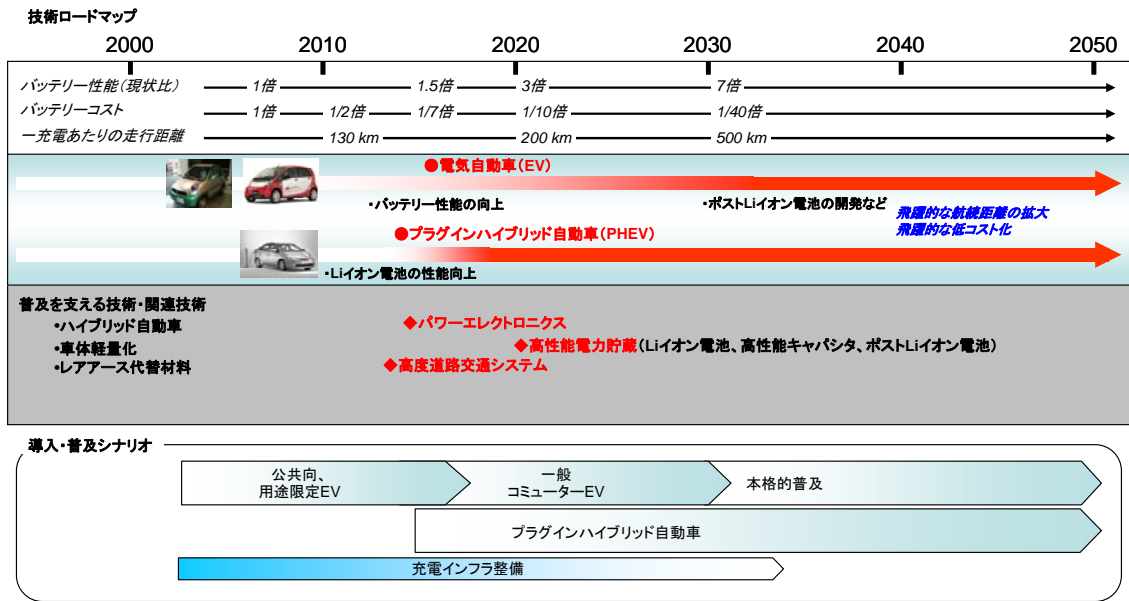 技術ロードマップ
2000 2010 2020 2030 2040 2050
バッテリー性能(現状比) 1倍 1.5倍 3倍 7倍
バッテリーコスト 1倍 1/2倍 1/7倍 1/10倍 1/40倍
一充電あたりの走行距離 130 km 200 km 500 km
●電気自動車(EV)
・バッテリー性能の向上
・ポストLiイオン電池の開発など
飛躍的な航続距離の拡大
飛躍的な低コスト化
●プラグインハイブリッド自動車(PHEV)
・Liイオン電池の性能向上
普及を支える技術・関連技術
・ハイブリッド自動車
・車体軽量化
・レアアース代替材料
◆パワーエレクトロニクス
◆高性能電力貯蔵(Liイオン電池、高性能キャパシタ、ポストLiイオン電池)
◆高度道路交通システム
導入・普及シナリオ
公共向、
用途限定EV
一般
コミューターEV
本格的普及
プラグインハイブリッド自動車
充電インフラ整備